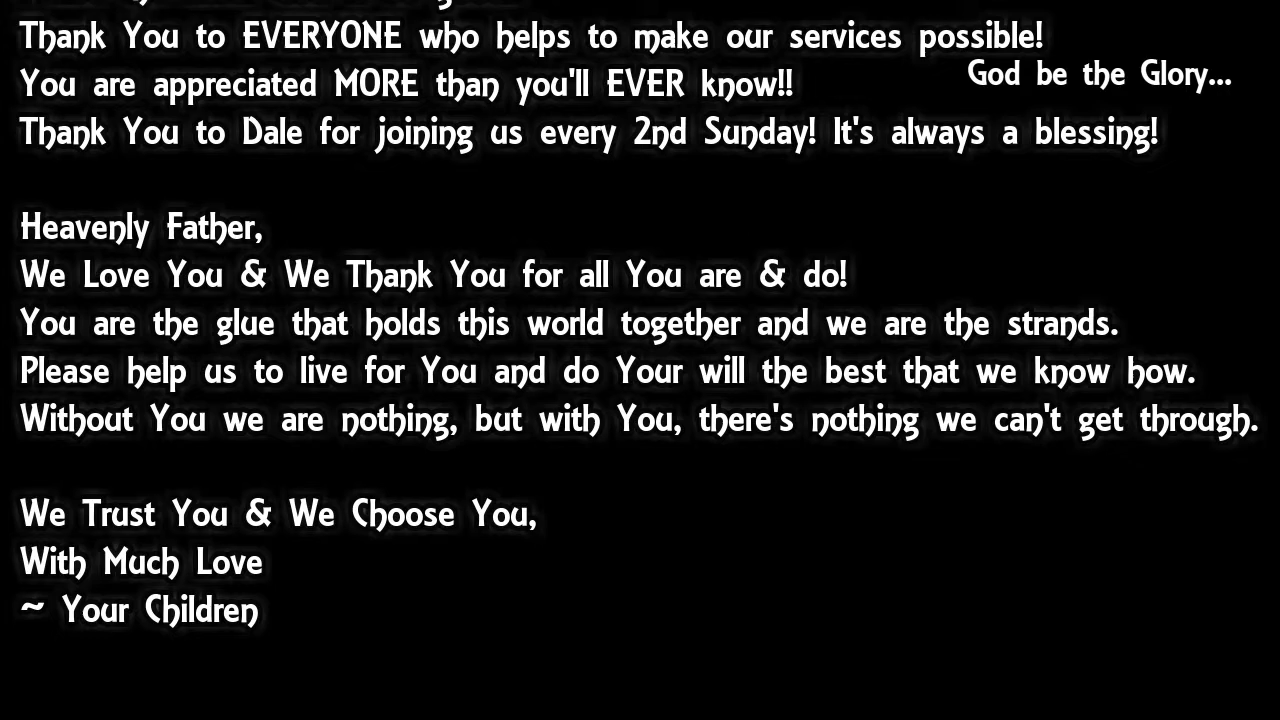 Thank You to EVERYONE who helps to make our services possible!
God be the Glory...
You are appreciated MORE than you'll EVER know!!
Thank You to Dale for joining us every 2nd Sunday! It's always a blessing!
Heavenly Father,
We Love You & We Thank You for all You are & do!
You are the glue that holds this world together and we are the strands.
Please help us to live for You and do Your will the best that we know how.
Without You we are nothing, but with You, there's nothing we can't get through.
We Trust You & We Choose You,
With Much Love
~ Your Children